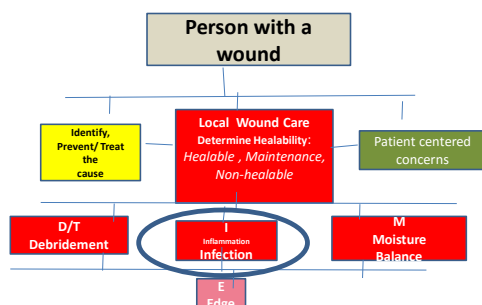 Person with a
wound
Identify,
Prevent/ Treat
the
cause
Local  Wound Care
Determine Healability:
Healable , Maintenance,
Non-healable
Patient centered
concerns
D/T
Debridement
I
Inflammation
Infection
M
Moisture
Balance
E
Edge